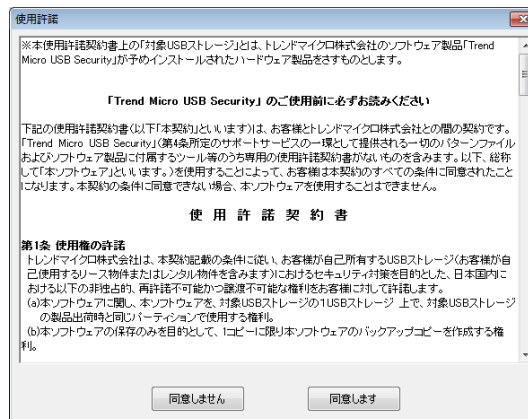 使用許諾
※本使用許諾契約書上の「対象USBストレージ」とは、トレンドマイクロ株式会社のソフトウェア製品「Trend
Micro USB Security」が予めインストールされたハードウェア製品をさすものとします。
「Trend Micro USB Security」 のご使用前に必ずお読みください
下記の使用許諾契約書(以下「本契約」といいます)は、お客様とトレンドマイクロ株式会社との間の契約です。
「Trend Micro USB Security」(第4条所定のサポートサービスの一環として提供される一切のパターンファイル
およびソフトウェア製品に付属するツール等のうち専用の使用許諾契約書がないものを含みます。以下、総称
して「本ソフトウェア」といいます。)を使用することによって、お客様は本契約のすべての条件に同意されたこと
になります。本契約の条件に同意できない場合、本ソフトウェアを使用することはできません。
使 用 許 諾 契 約 書
第1条 使用権の許諾
トレンドマイクロ株式会社は、本契約記載の条件に従い、お客様が自己所有するUSBストレージ(お客様が自
己使用するリース物件またはレンタル物件を含みます)におけるセキュリティ対策を目的とした、日本国内に
おける以下の非独占的、再許諾不可能かつ譲渡不可能な権利をお客様に対して許諾します。
(a)本ソフトウェアに関し、本ソフトウェアを、対象USBストレージの1USBストレージ 上で、対象USBストレージ
の製品出荷時と同じパーティションで使用する権利。
(b)本ソフトウェアの保存のみを目的として、1コピーに限り本ソフトウェアのバックアップコピーを作成する権
利。
同意しません
同意します